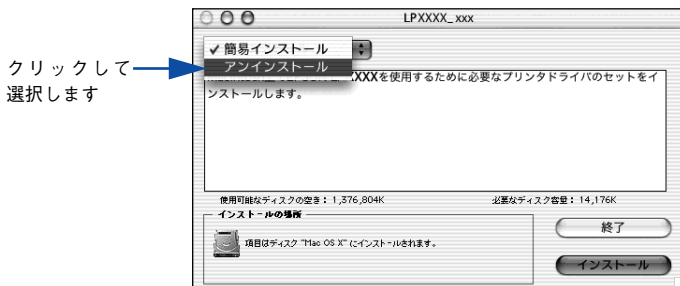 LPXXXX_xxx
✓簡易インストール
アンインストール
クリックして
選択します
XXXXを使用するために必要なプリンタドライバのセットをイ
ンストールします。
使用可能なディスクの空き：1,376,804K
必要なディスク容量：14,176K
インストールの場所
項目はディスク "Mac OS X" にインストールされます。
終了
インストール